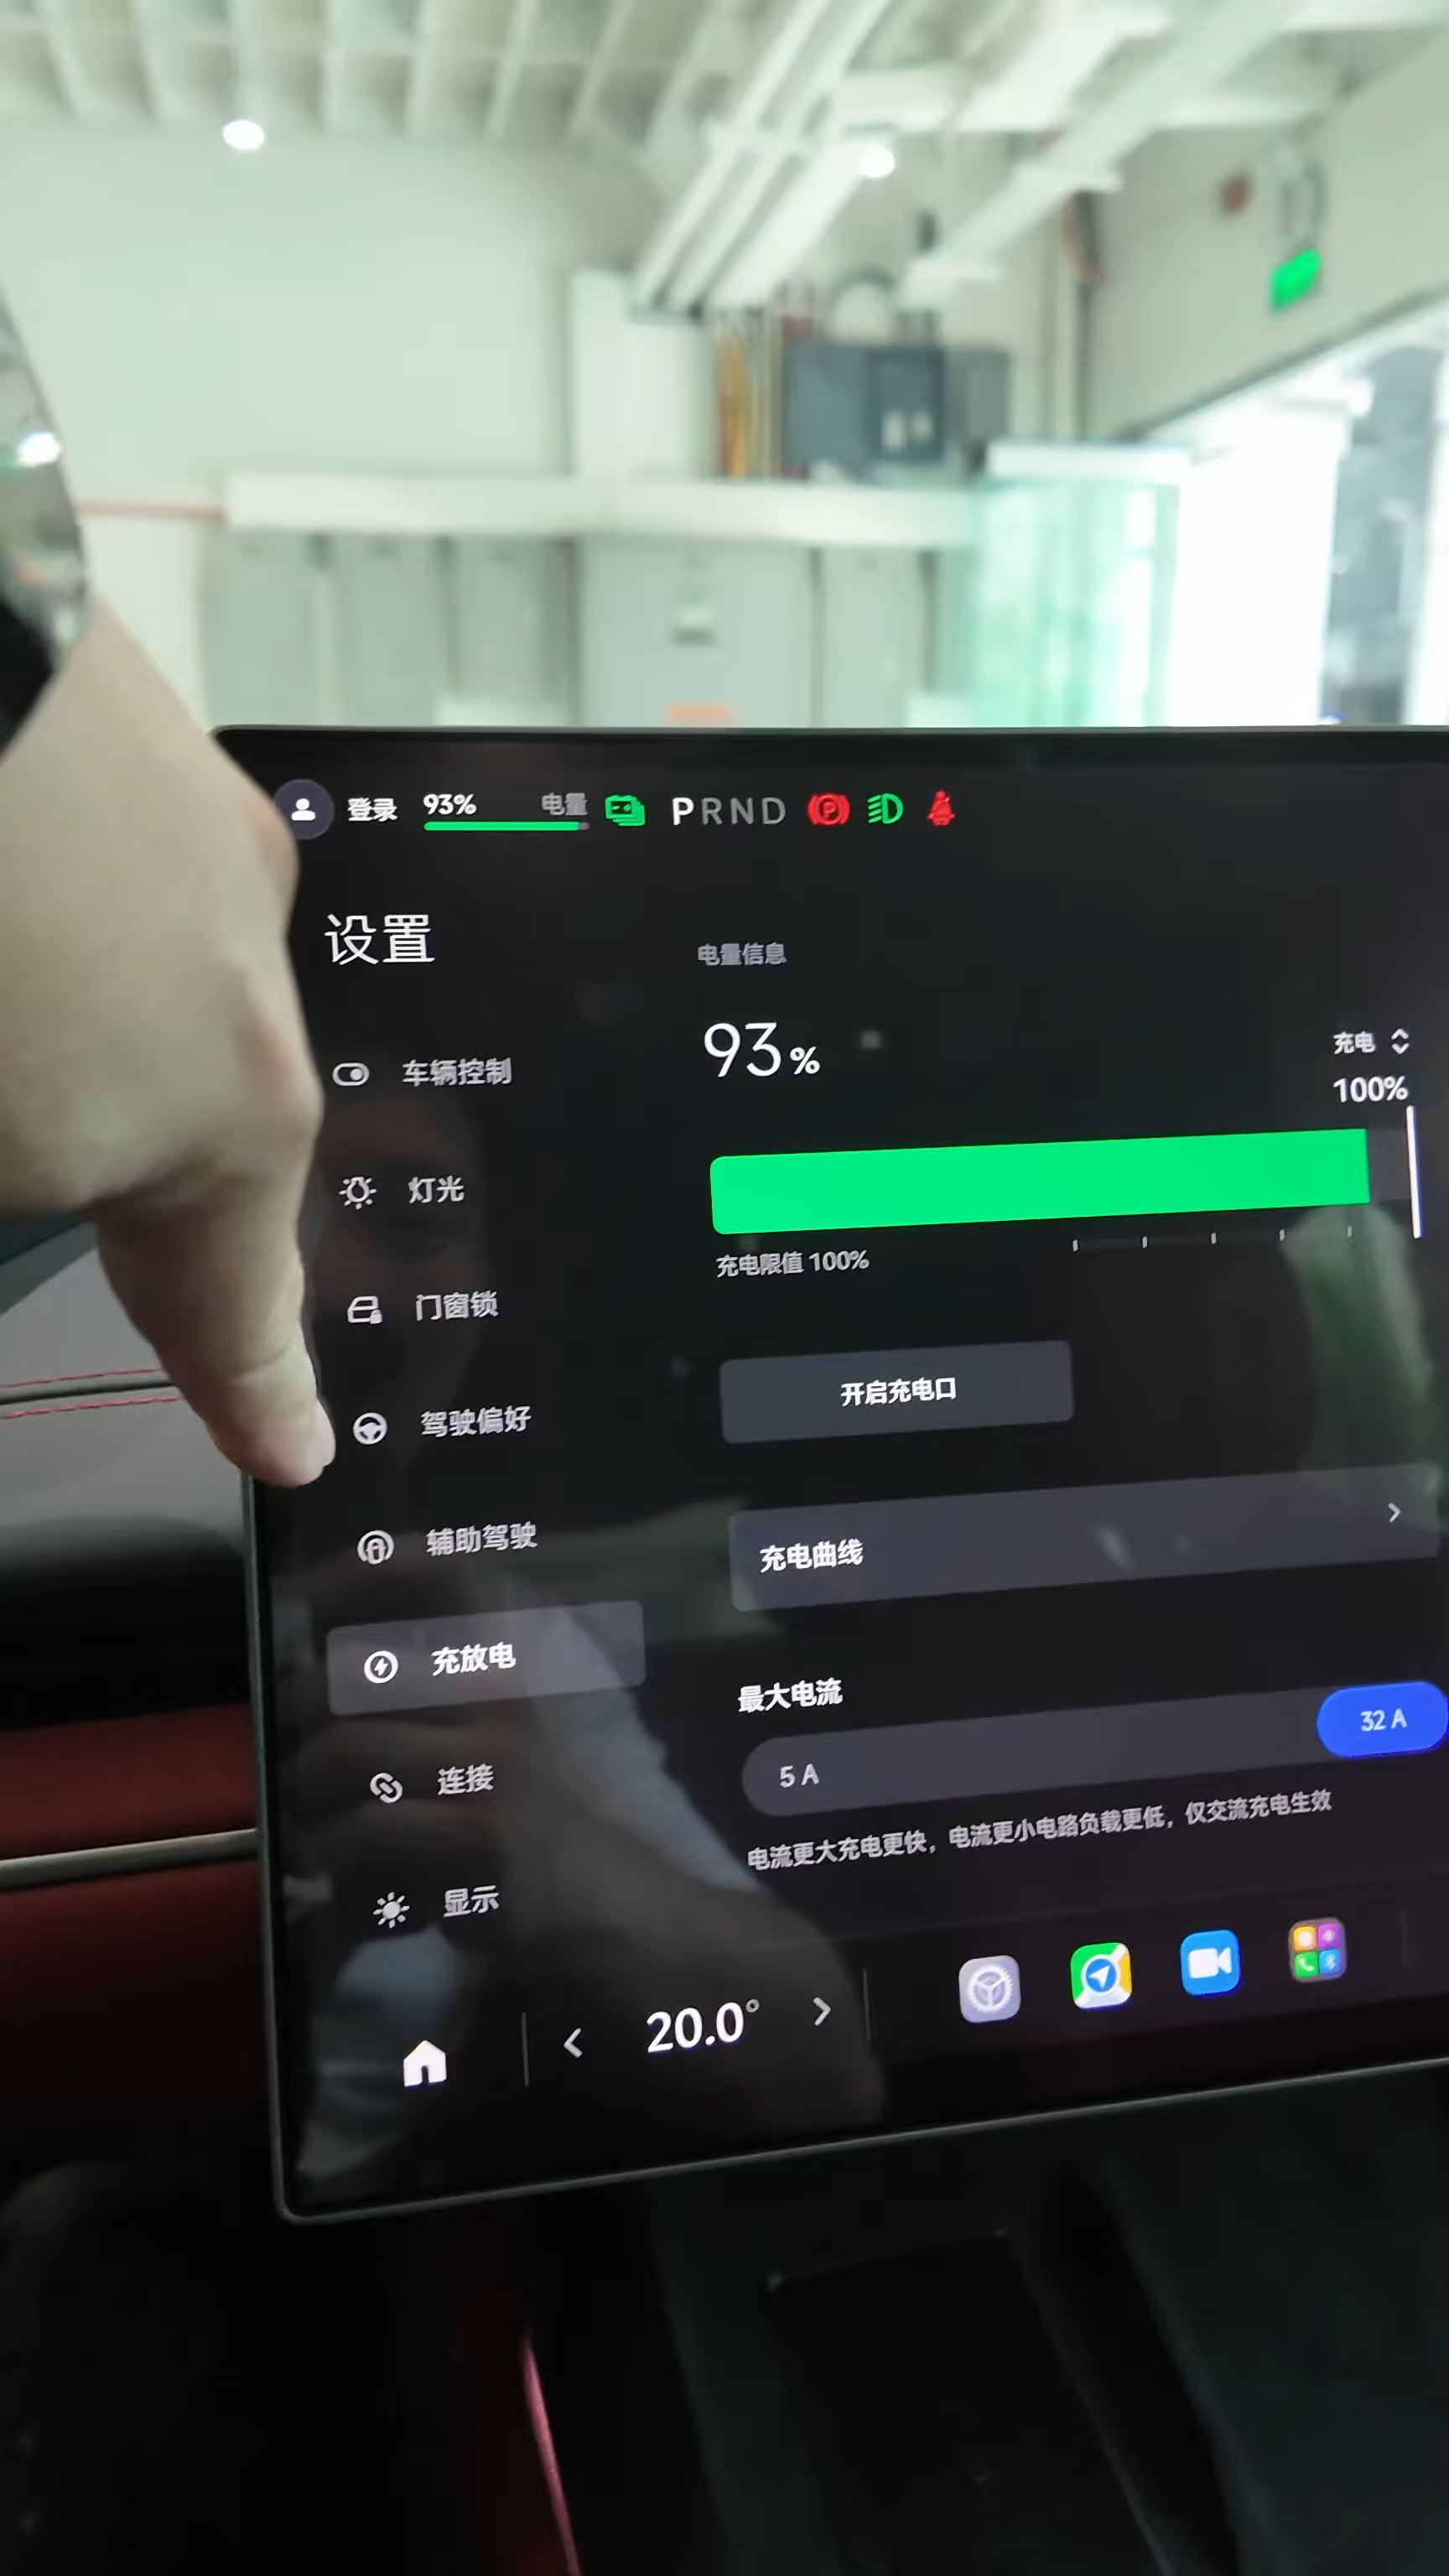 登录 93% 电量 PRND
设置
电量信息
93%
充电
100%
充电限值 100%
车辆控制
灯光
门窗锁
驾驶偏好
辅助驾驶
充放电
连接
显示
开启充电口
充电曲线
最大电流
5 A
32 A
电流更大充电更快，电流更小电路负载更低，仅交流充电生效
20.0°